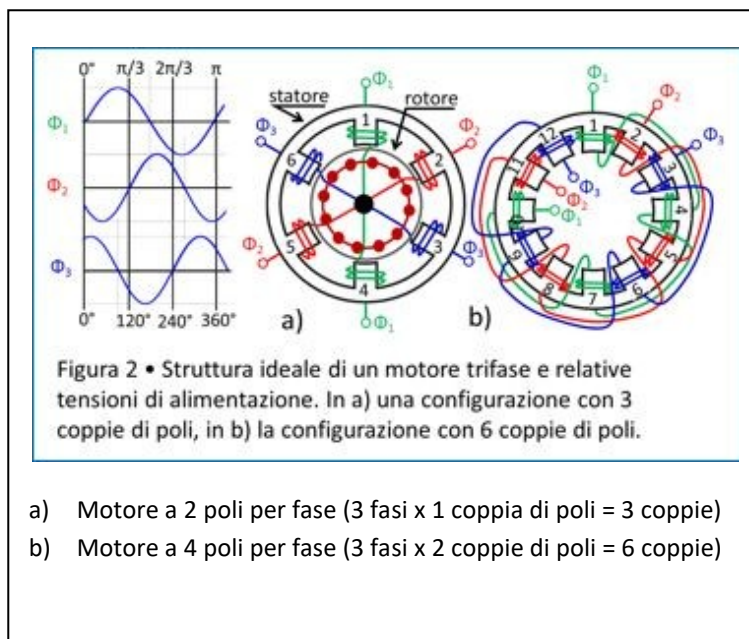 0° π/3 2π/3 π
Φ1
Φ2
Φ3
0° 120° 240° 360°
statore
rotore
Φ1
Φ2
Φ3
Φ2
Φ3
Φ1
1
2
3
4
5
6
a)
Φ1
Φ2
Φ3
Φ3
Φ2
Φ1
1
2
3
4
5
6
7
8
9
11
12
b)
Figura 2 • Struttura ideale di un motore trifase e relative
tensioni di alimentazione. In a) una configurazione con 3
coppie di poli, in b) la configurazione con 6 coppie di poli.
a) Motore a 2 poli per fase (3 fasi x 1 coppia di poli = 3 coppie)
b) Motore a 4 poli per fase (3 fasi x 2 coppie di poli = 6 coppie)